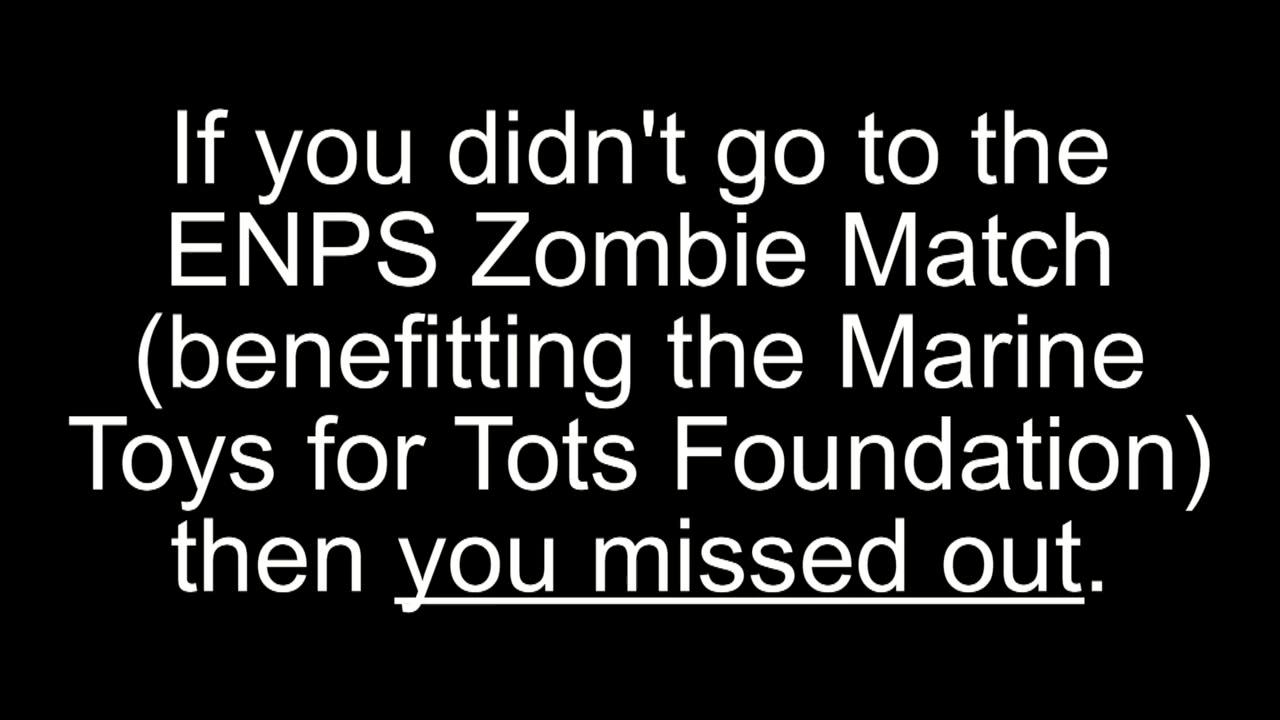 If you didn't go to the
ENPS Zombie Match
(benefitting the Marine
Toys for Tots Foundation)
then you missed out.